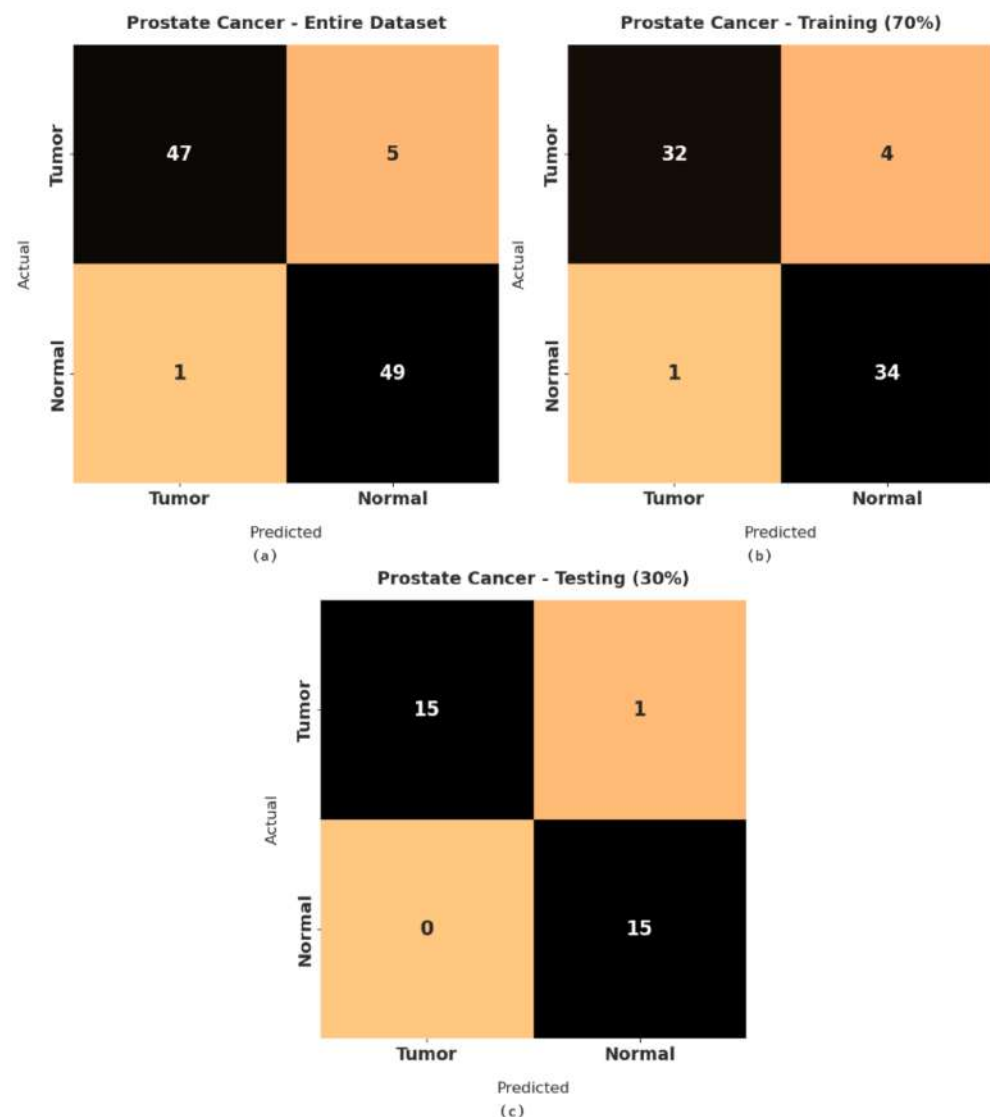 Prostate Cancer - Entire Dataset
Tumor
47
5
Actual
Normal
1
49
Tumor
Normal
Predicted
(a)
Prostate Cancer - Training (70%)
Tumor
32
4
Actual
Normal
1
34
Tumor
Normal
Predicted
(b)
Prostate Cancer - Testing (30%)
Tumor
15
1
Actual
Normal
0
15
Tumor
Normal
Predicted
(c)